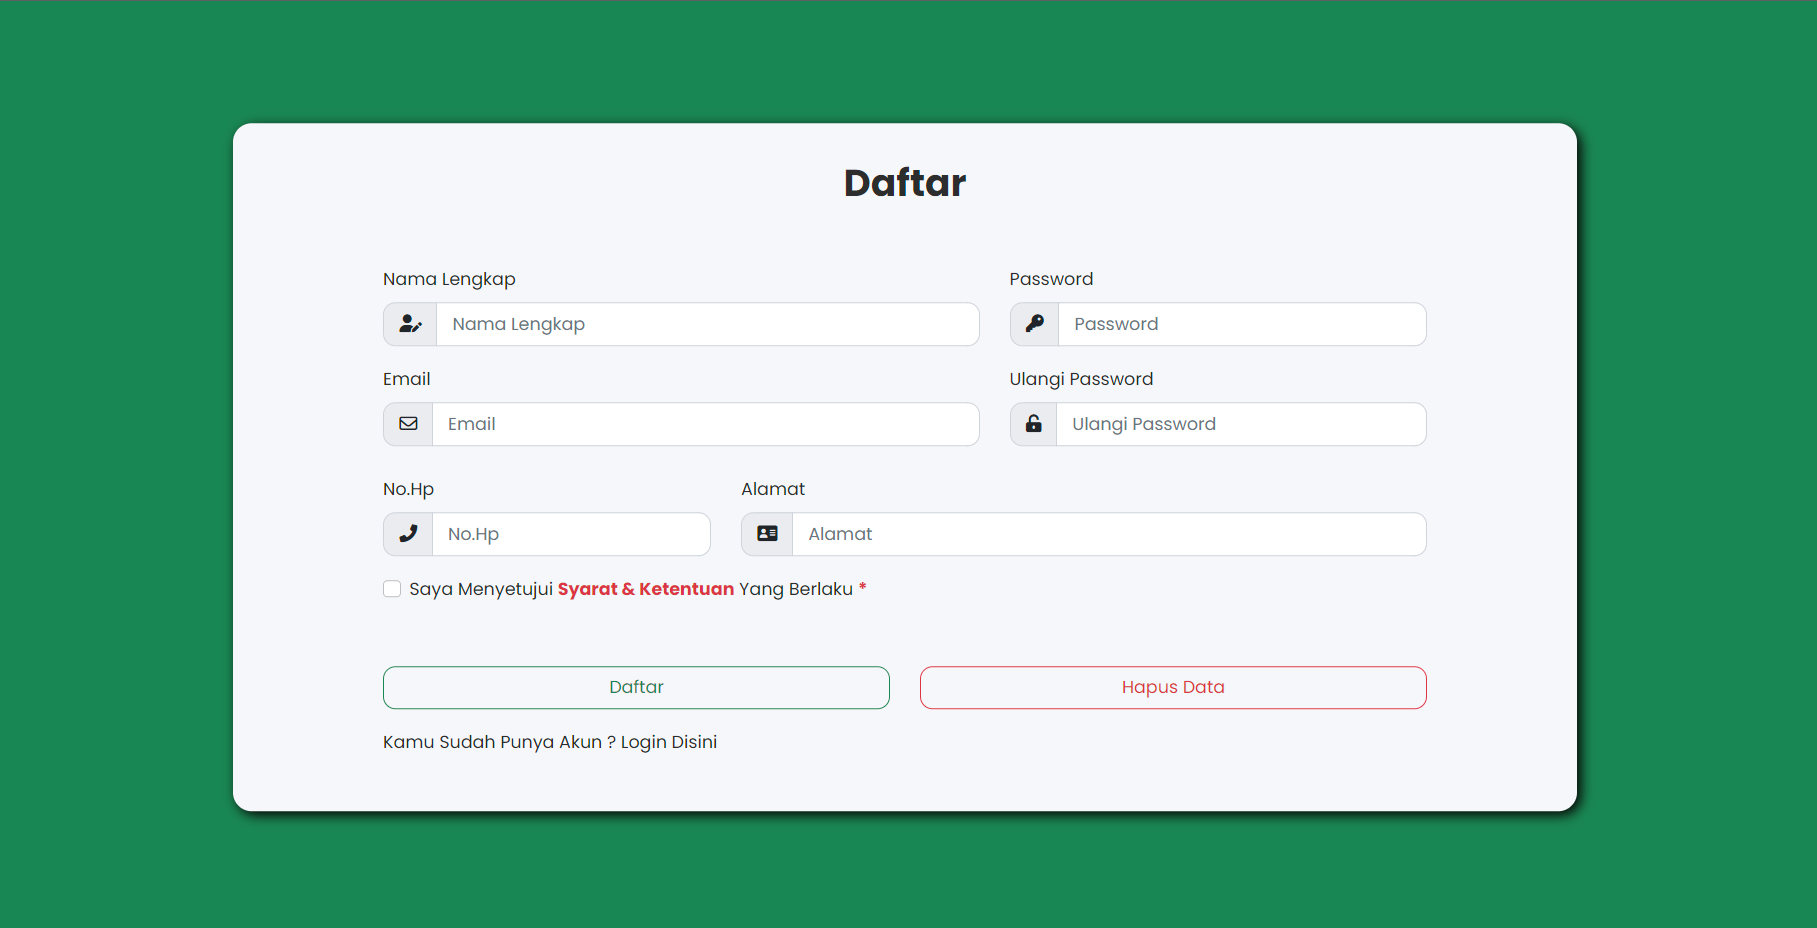 Daftar
Nama Lengkap
Nama Lengkap
Password
Password
Email
Email
Ulangi Password
Ulangi Password
No.Hp
No.Hp
Alamat
Alamat
Saya Menyetujui Syarat & Ketentuan Yang Berlaku *
Daftar
Hapus Data
Kamu Sudah Punya Akun ? Login Disini